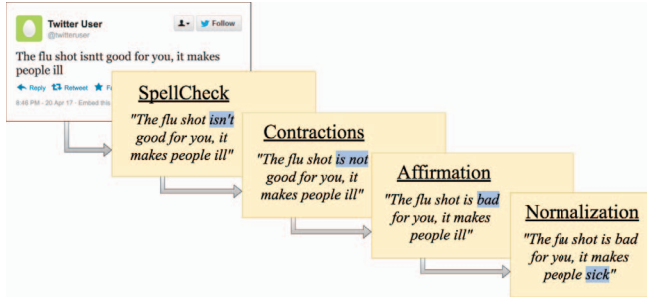 Twitter User
@twitteruser
Follow
The flu shot isntt good for you, it makes
people ill
Reply Retweet
8:46 PM - 20 Apr 17 · Embed this
SpellCheck
"The flu shot isn't
good for you, it
makes people ill"
Contractions
"The flu shot is not
good for you, it
makes people ill"
Affirmation
"The flu shot is bad
for you, it makes
people ill"
Normalization
"The flu shot is bad
for you, it makes
people sick"